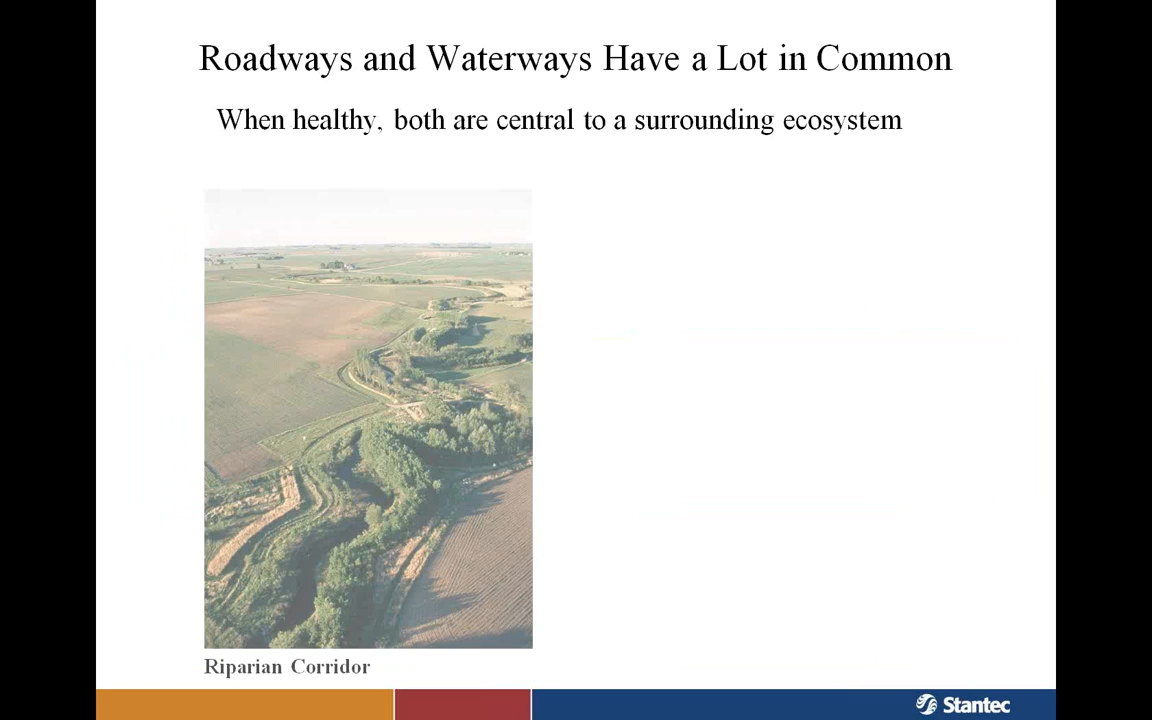 Roadways and Waterways Have a Lot in Common
When healthy, both are central to a surrounding ecosystem
Riparian Corridor
Stantec